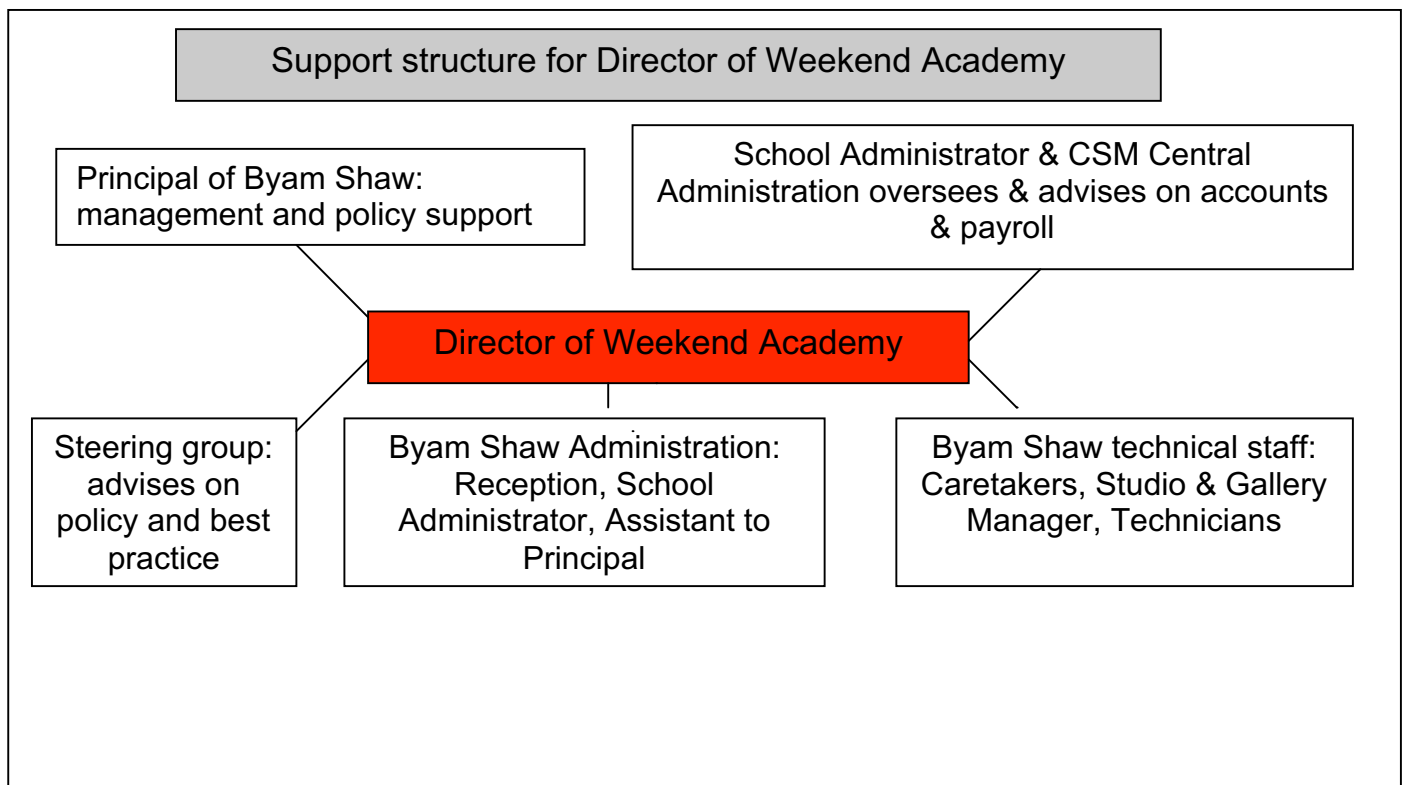 Support structure for Director of Weekend Academy
Principal of Byam Shaw:
management and policy support
School Administrator & CSM Central
Administration oversees & advises on accounts
& payroll
Director of Weekend Academy
Steering group:
advises on
policy and best
practice
Byam Shaw Administration:
Reception, School
Administrator, Assistant to
Principal
Byam Shaw technical staff:
Caretakers, Studio & Gallery
Manager, Technicians